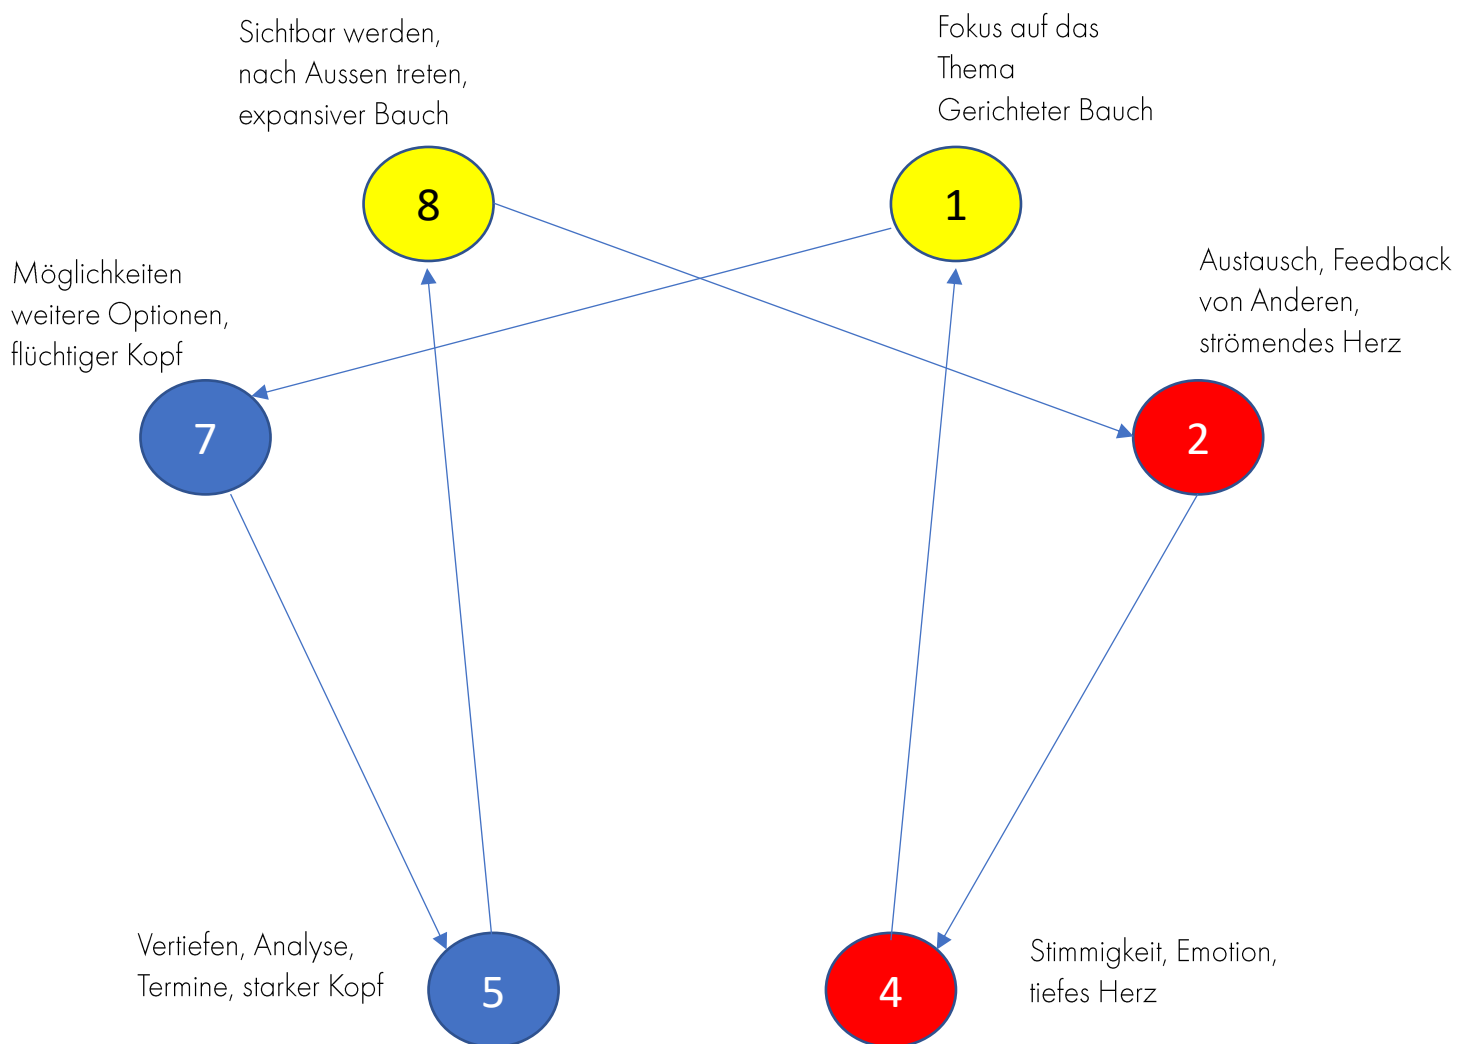 Sichtbar werden,
nach Aussen treten,
expansiver Bauch
Fokus auf das
Thema
Gerichteter Bauch
8
1
Möglichkeiten
weitere Optionen,
flüchtiger Kopf
Austausch, Feedback
von Anderen,
strömendes Herz
7
2
Vertiefen, Analyse,
Termine, starker Kopf
5
4
Stimmigkeit, Emotion,
tiefes Herz